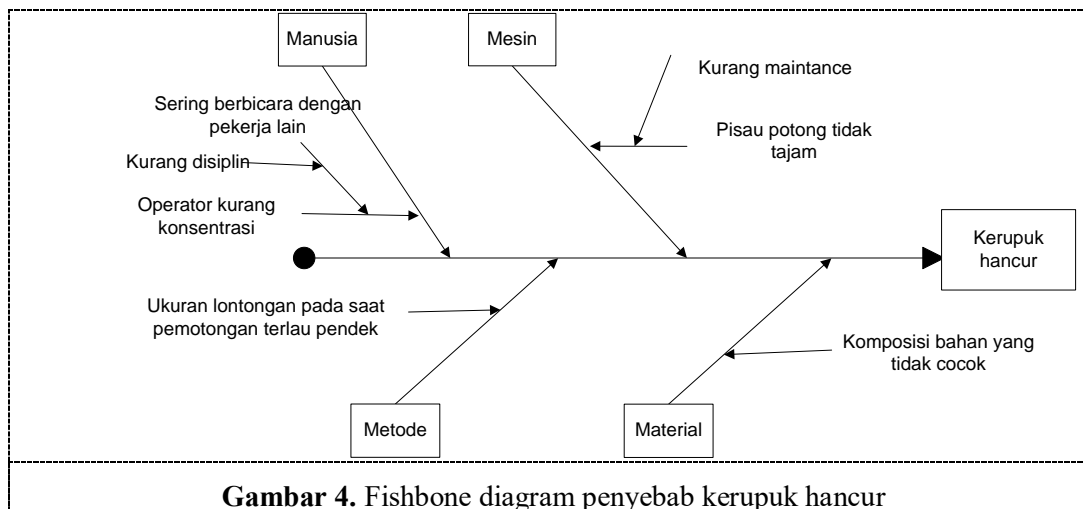 Manusia
Mesin
Kurang maintance
Sering berbicara dengan
pekerja lain
Pisau potong tidak
tajam
Kurang disiplin
Operator kurang
konsentrasi
Kerupuk
hancur
Ukuran lontongan pada saat
pemotongan terlau pendek
Komposisi bahan yang
tidak cocok
Metode
Material
Gambar 4. Fishbone diagram penyebab kerupuk hancur